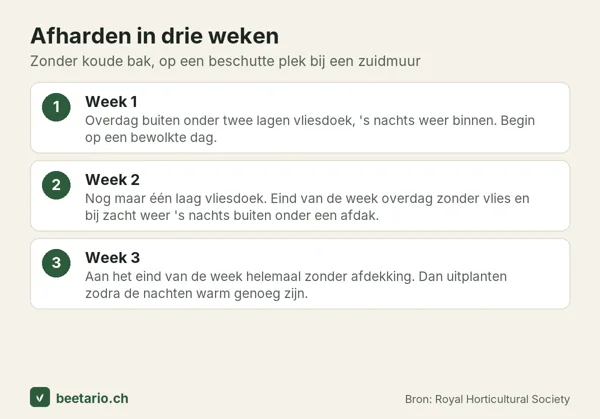 Afharden in drie weken
Zonder koude bak, op een beschutte plek bij een zuidmuur
1
Week 1
Overdag buiten onder twee lagen vliesdoek, 's nachts weer binnen. Begin
op een bewolkte dag.
2
Week 2
Nog maar één laag vliesdoek. Eind van de week overdag zonder vlies en
bij zacht weer 's nachts buiten onder een afdak.
3
Week 3
Aan het eind van de week helemaal zonder afdekking. Dan uitplanten
zodra de nachten warm genoeg zijn.
beetario.ch
Bron: Royal Horticultural Society